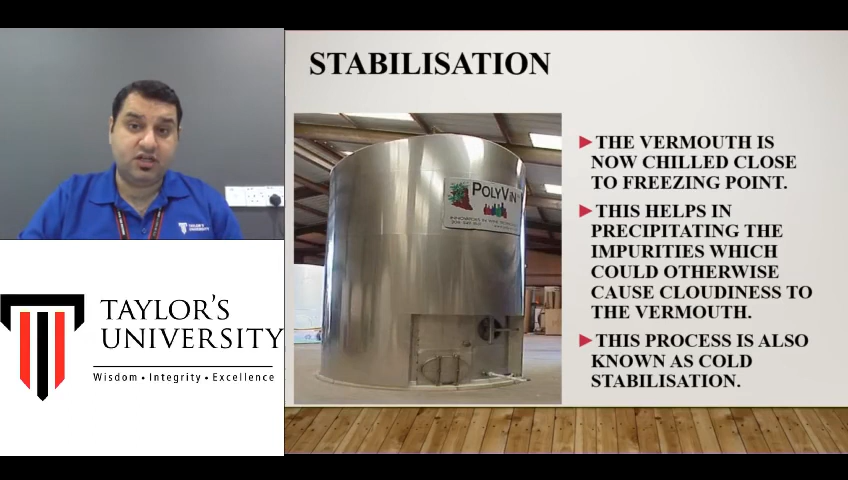 STABILISATION
POLYVIN
►THE VERMOUTH IS
NOW CHILLED CLOSE
TO FREEZING POINT.
►THIS HELPS IN
PRECIPITATING THE
IMPURITIES WHICH
COULD OTHERWISE
CAUSE CLOUDINESS TO
THE VERMOUTH.
►THIS PROCESS IS ALSO
KNOWN AS COLD
STABILISATION.
TAYLOR'S
UNIVERSITY
TAYLOR'S
UNIVERSITY
Wisdom • Integrity • Excellence